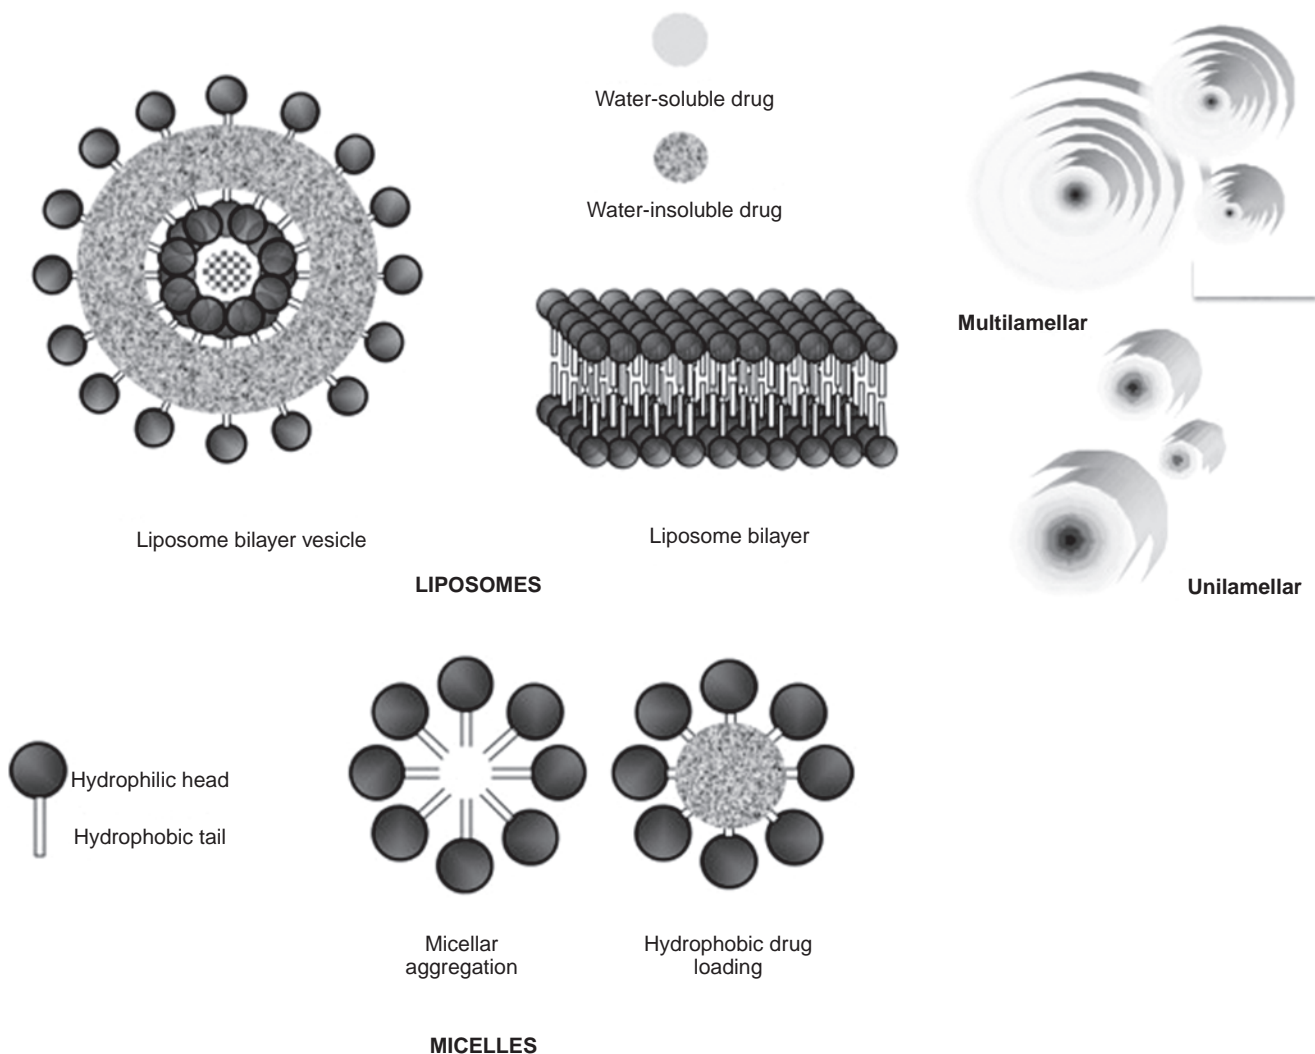 Water-soluble drug
Water-insoluble drug
Multilamellar
Liposome bilayer vesicle
Liposome bilayer
LIPOSOMES
Unilamellar
Hydrophilic head
Hydrophobic tail
Micellar
aggregation
Hydrophobic drug
loading
MICELLES